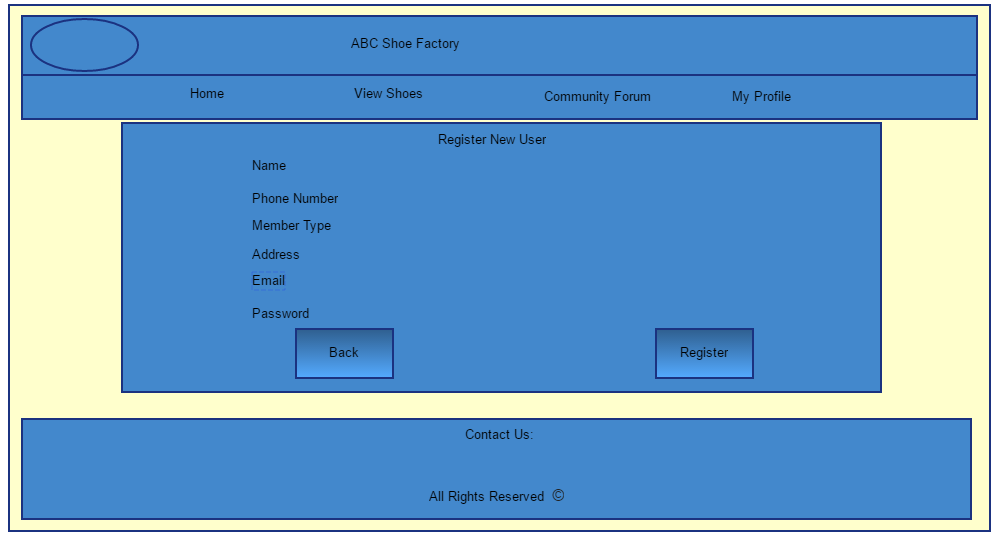 ABC Shoe Factory
Home View Shoes Community Forum My Profile
Register New User
Name
Phone Number
Member Type
Address
Email
Password
Back Register
Contact Us:
All Rights Reserved ©